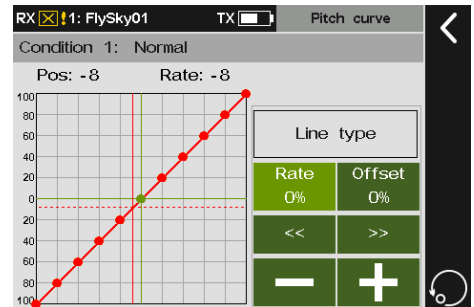 RX ! 1: FlySky01 TX Pitch curve
Condition 1: Normal
Pos: -8 Rate: -8
100
80
60
40
20
0
20
40
60
80
100
Line type
Rate Offset
0% 0%
<< >>
− +